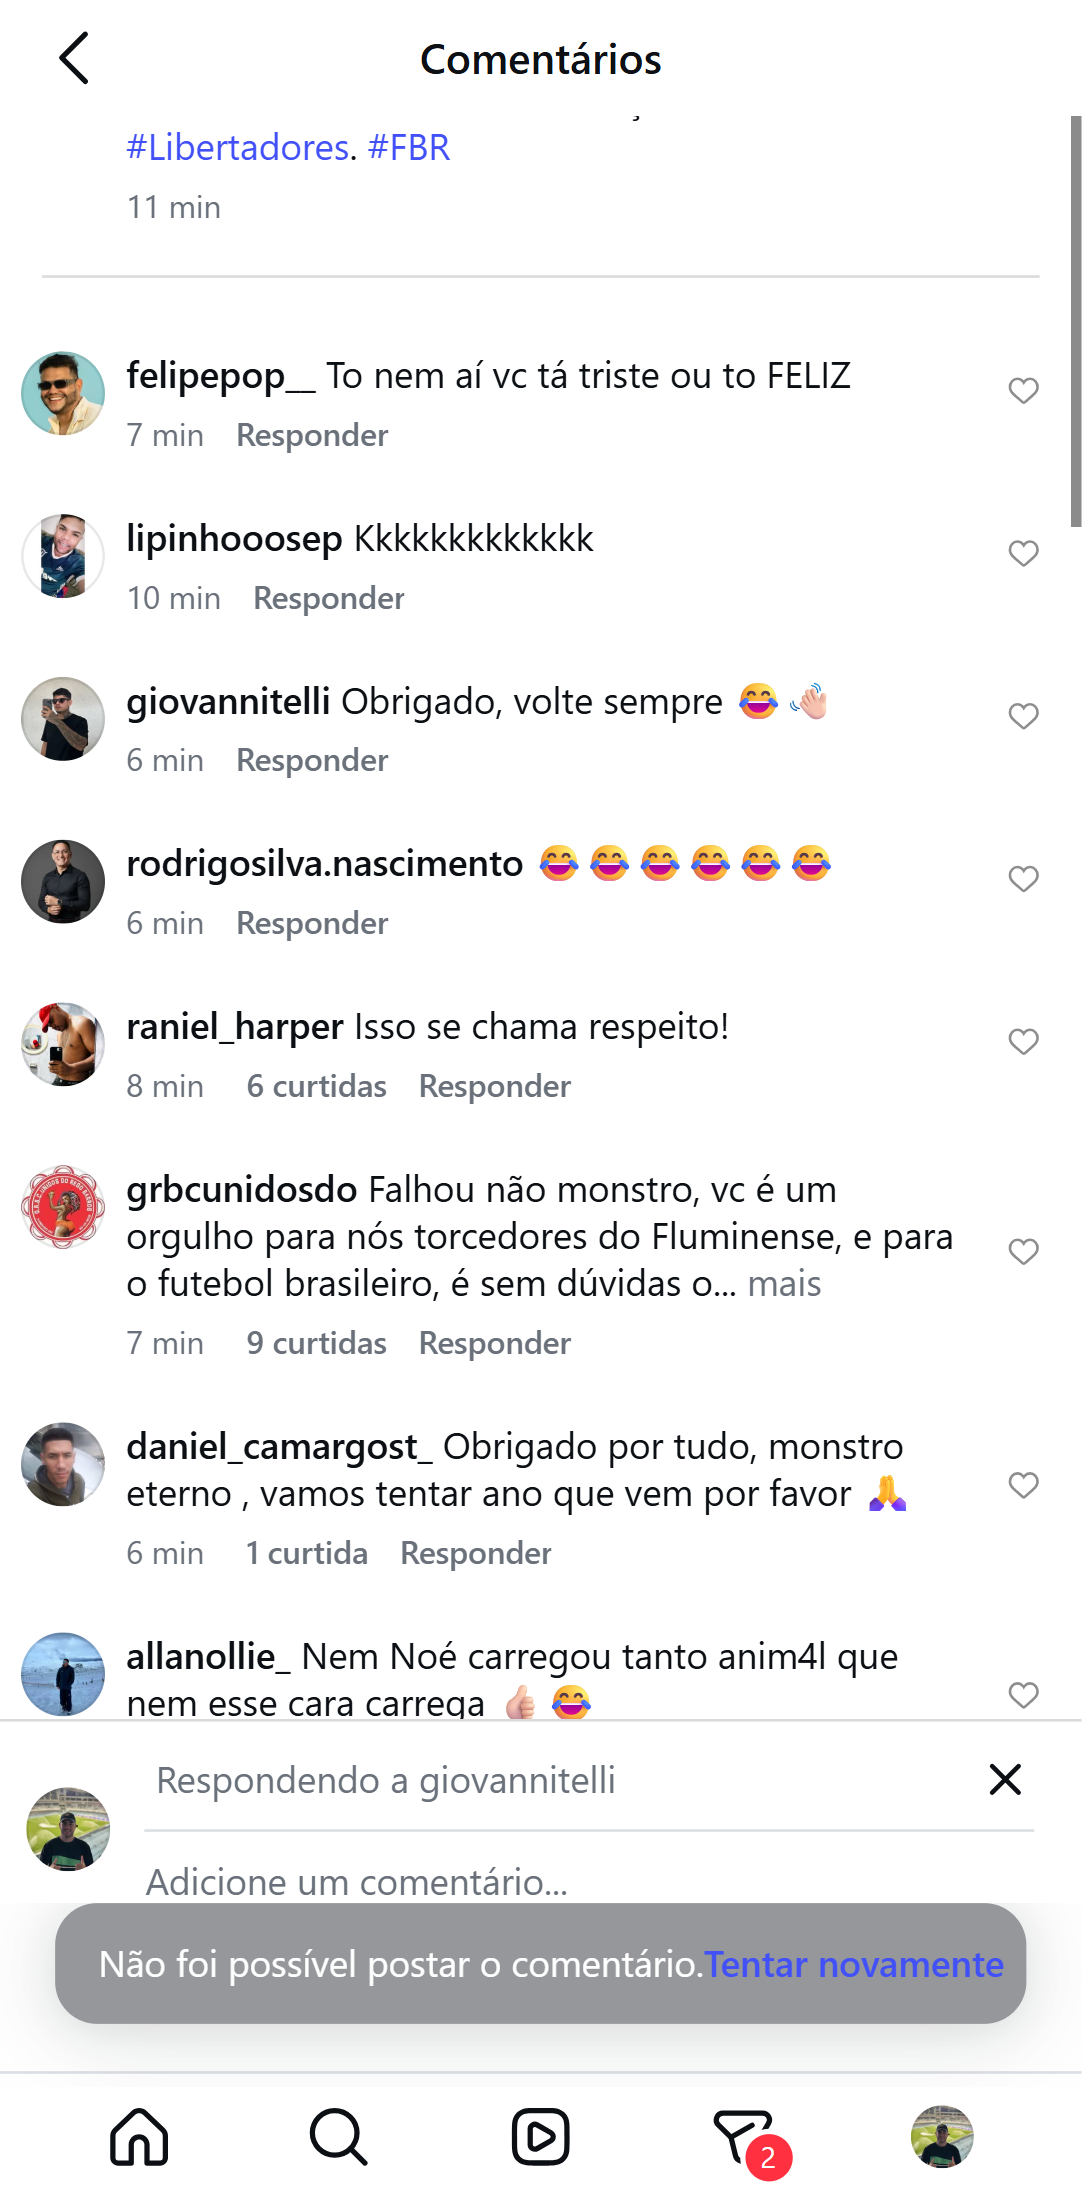 Comentários
#Libertadores. #FBR
11 min
felipepop__ To nem aí vc tá triste ou to FELIZ
7 min Responder
lipinhooosep Kkkkkkkkkkkkk
10 min Responder
giovannitelli Obrigado, volte sempre 😂 👋🏻
6 min Responder
rodrigosilva.nascimento 😂 😂 😂 😂 😂 😂
6 min Responder
raniel_harper Isso se chama respeito!
8 min 6 curtidas Responder
grbcunidosdo Falhou não monstro, vc é um
orgulho para nós torcedores do Fluminense, e para
o futebol brasileiro, é sem dúvidas o... mais
7 min 9 curtidas Responder
daniel_camargost_ Obrigado por tudo, monstro
eterno , vamos tentar ano que vem por favor 🙏
6 min 1 curtida Responder
allanollie_ Nem Noé carregou tanto anim4l que
nem esse cara carrega 👍🏻 😂
Respondendo a giovannitelli
Adicione um comentário...
Não foi possível postar o comentário.Tentar novamente
2